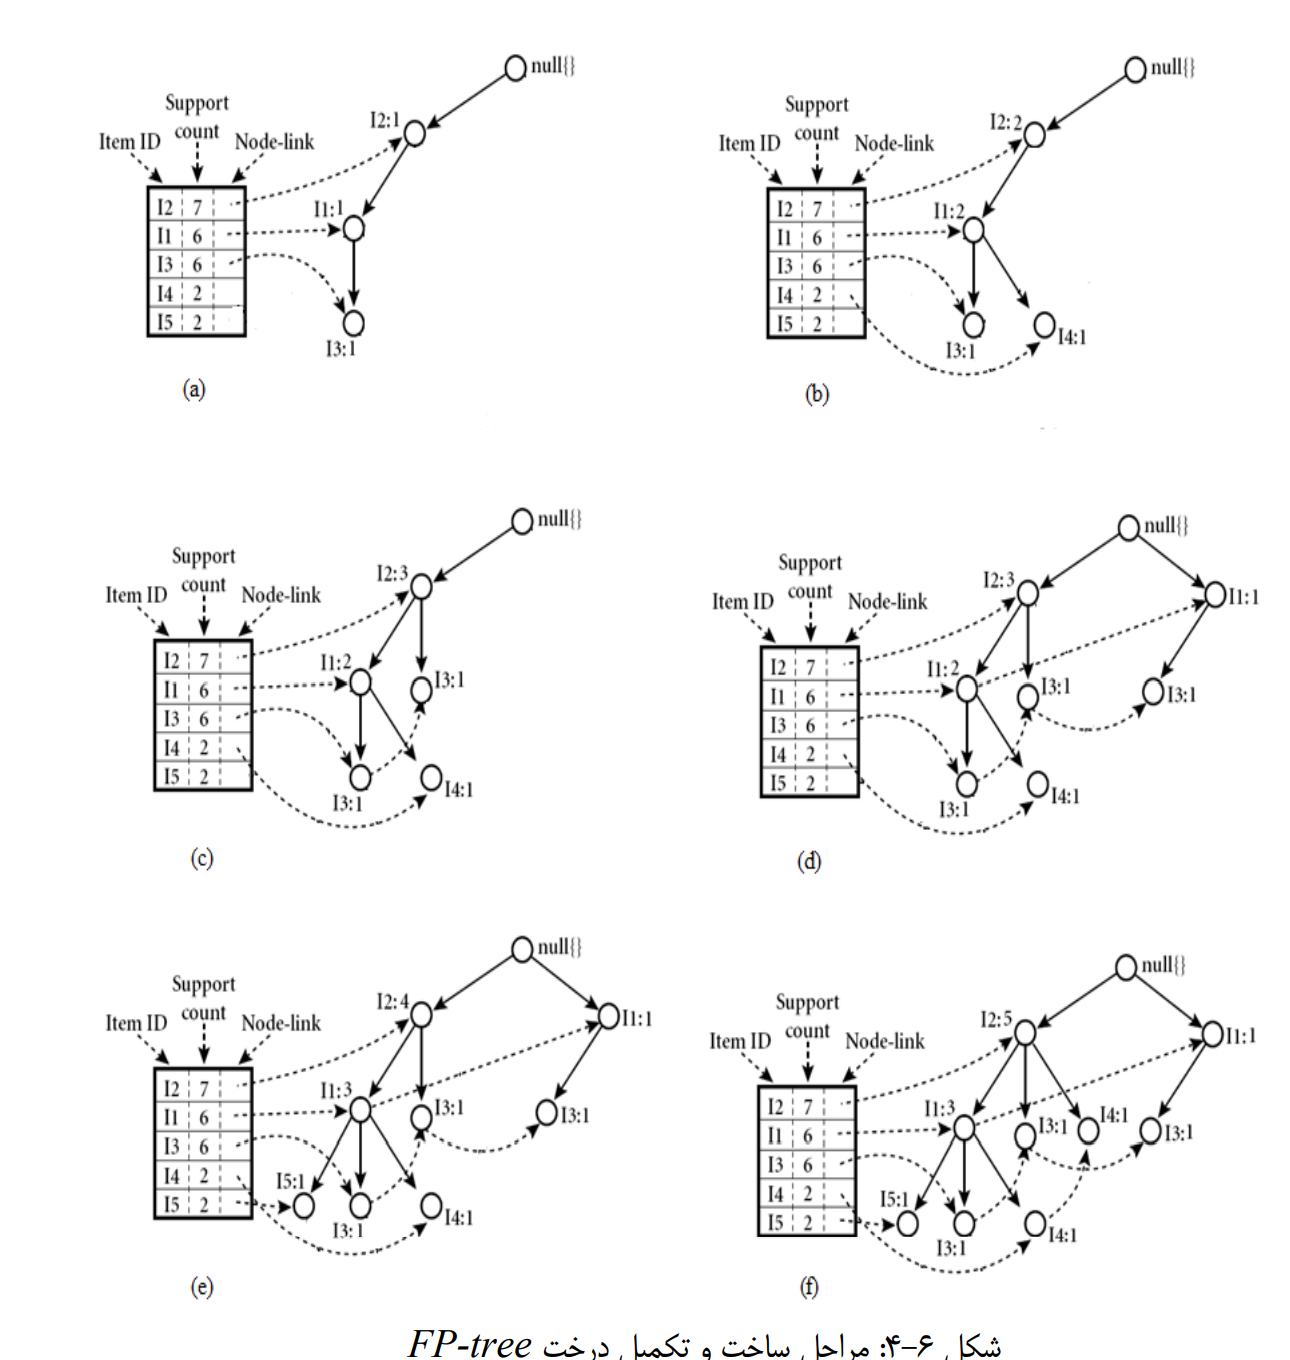 null{}
Support
count
Item ID
Node-link
I2:1
I1:1
I3:1
I2 7
I1 6
I3 6
I4 2
I5 2
(a)
null{}
Support
count
Item ID
Node-link
I2:2
I1:2
I3:1
I4:1
I2 7
I1 6
I3 6
I4 2
I5 2
(b)
null{}
Support
count
Item ID
Node-link
I2:3
I1:2
I3:1
I3:1
I4:1
I2 7
I1 6
I3 6
I4 2
I5 2
(c)
null{}
Support
count
Item ID
Node-link
I2:3
I1:1
I1:2
I3:1
I3:1
I3:1
I4:1
I2 7
I1 6
I3 6
I4 2
I5 2
(d)
null{}
Support
count
Item ID
Node-link
I2:4
I1:1
I1:3
I3:1
I3:1
I5:1
I3:1
I4:1
I2 7
I1 6
I3 6
I4 2
I5 2
(e)
null{}
Support
count
Item ID
Node-link
I2:5
I1:1
I1:3
I3:1
I4:1
I3:1
I5:1
I3:1
I4:1
I2 7
I1 6
I3 6
I4 2
I5 2
(f)
شکل ۶-۴: مراحل ساخت و تکمیل درخت FP-tree